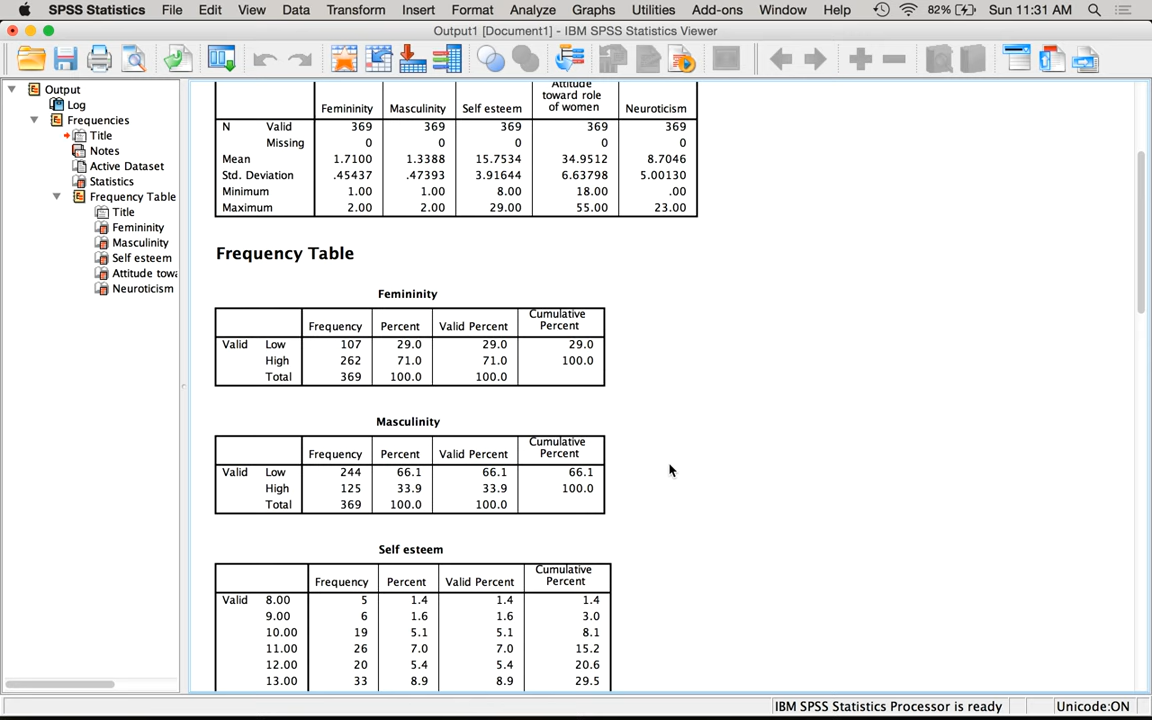 SPSS Statistics File Edit View Data Transform Insert Format Analyze Graphs Utilities Add-ons Window Help 82% Sun 11:31 AM
Output1 [Document1] - IBM SPSS Statistics Viewer
Output
Log
Frequencies
Title
Notes
Active Dataset
Statistics
Frequency Table
Title
Femininity
Masculinity
Self esteem
Attitude towa
Neuroticism
Femininity Masculinity Self esteem Attitude toward role of women Neuroticism
N Valid 369 369 369 369 369
Missing 0 0 0 0 0
Mean 1.7100 1.3388 15.7534 34.9512 8.7046
Std. Deviation .45437 .47393 3.91644 6.63798 5.00130
Minimum 1.00 1.00 8.00 18.00 .00
Maximum 2.00 2.00 29.00 55.00 23.00
Frequency Table
Femininity
Frequency Percent Valid Percent Cumulative Percent
Valid Low 107 29.0 29.0 29.0
High 262 71.0 71.0 100.0
Total 369 100.0 100.0
Masculinity
Frequency Percent Valid Percent Cumulative Percent
Valid Low 244 66.1 66.1 66.1
High 125 33.9 33.9 100.0
Total 369 100.0 100.0
Self esteem
Frequency Percent Valid Percent Cumulative Percent
Valid 8.00 5 1.4 1.4 1.4
9.00 6 1.6 1.6 3.0
10.00 19 5.1 5.1 8.1
11.00 26 7.0 7.0 15.2
12.00 20 5.4 5.4 20.6
13.00 33 8.9 8.9 29.5
IBM SPSS Statistics Processor is ready Unicode:ON